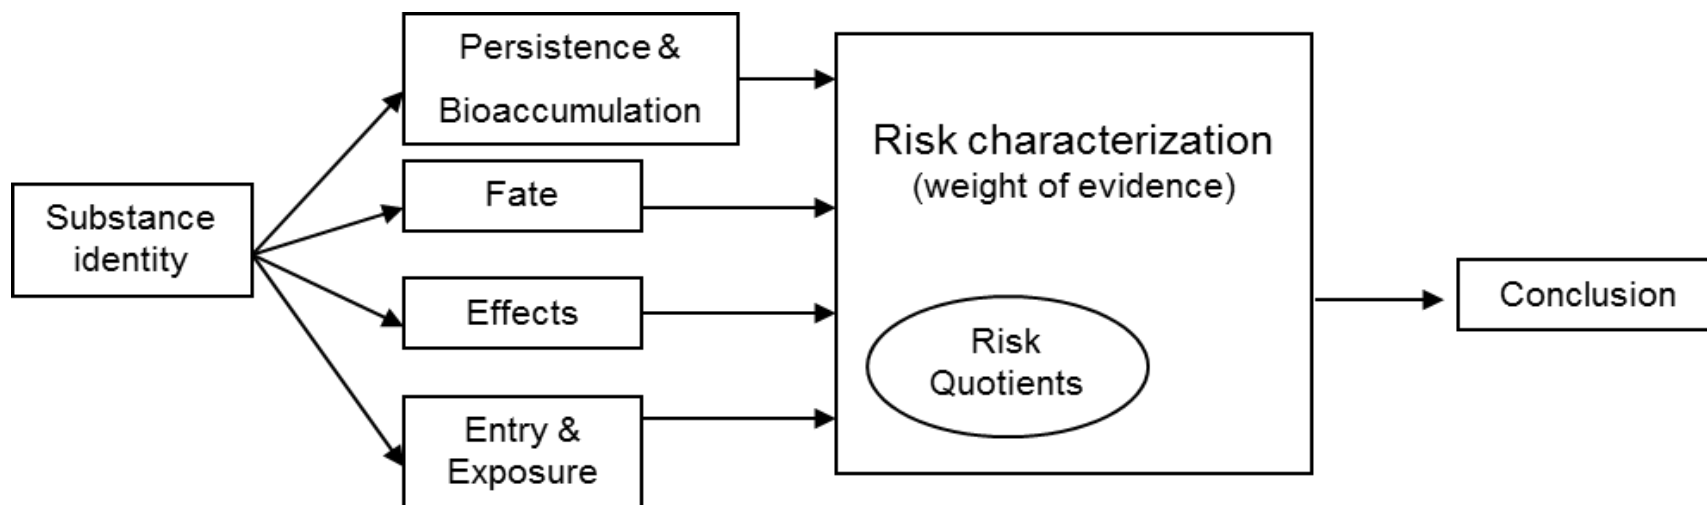 Persistence &
Bioaccumulation
Substance
identity
Fate
Effects
Entry &
Exposure
Risk characterization
(weight of evidence)
Risk
Quotients
Conclusion